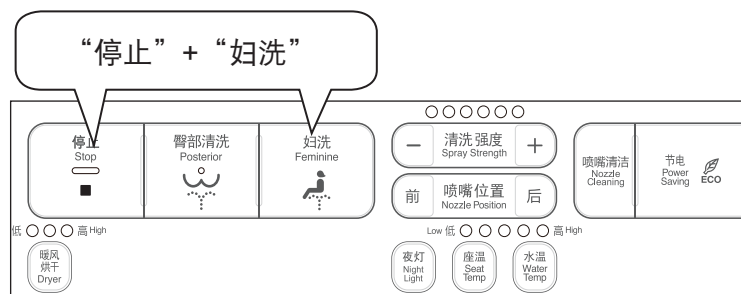 “停止” + “妇洗”
停止
Stop
臀部清洗
Posterior
妇洗
Feminine
− 清洗强度 +
Spray Strength
前 喷嘴位置 后
Nozzle Position
喷嘴清洁
Nozzle
Cleaning
节电
Power
Saving
ECO
低 高 High
Low 低 高 High
暖风
烘干
Dryer
夜灯
Night
Light
座温
Seat
Temp
水温
Water
Temp